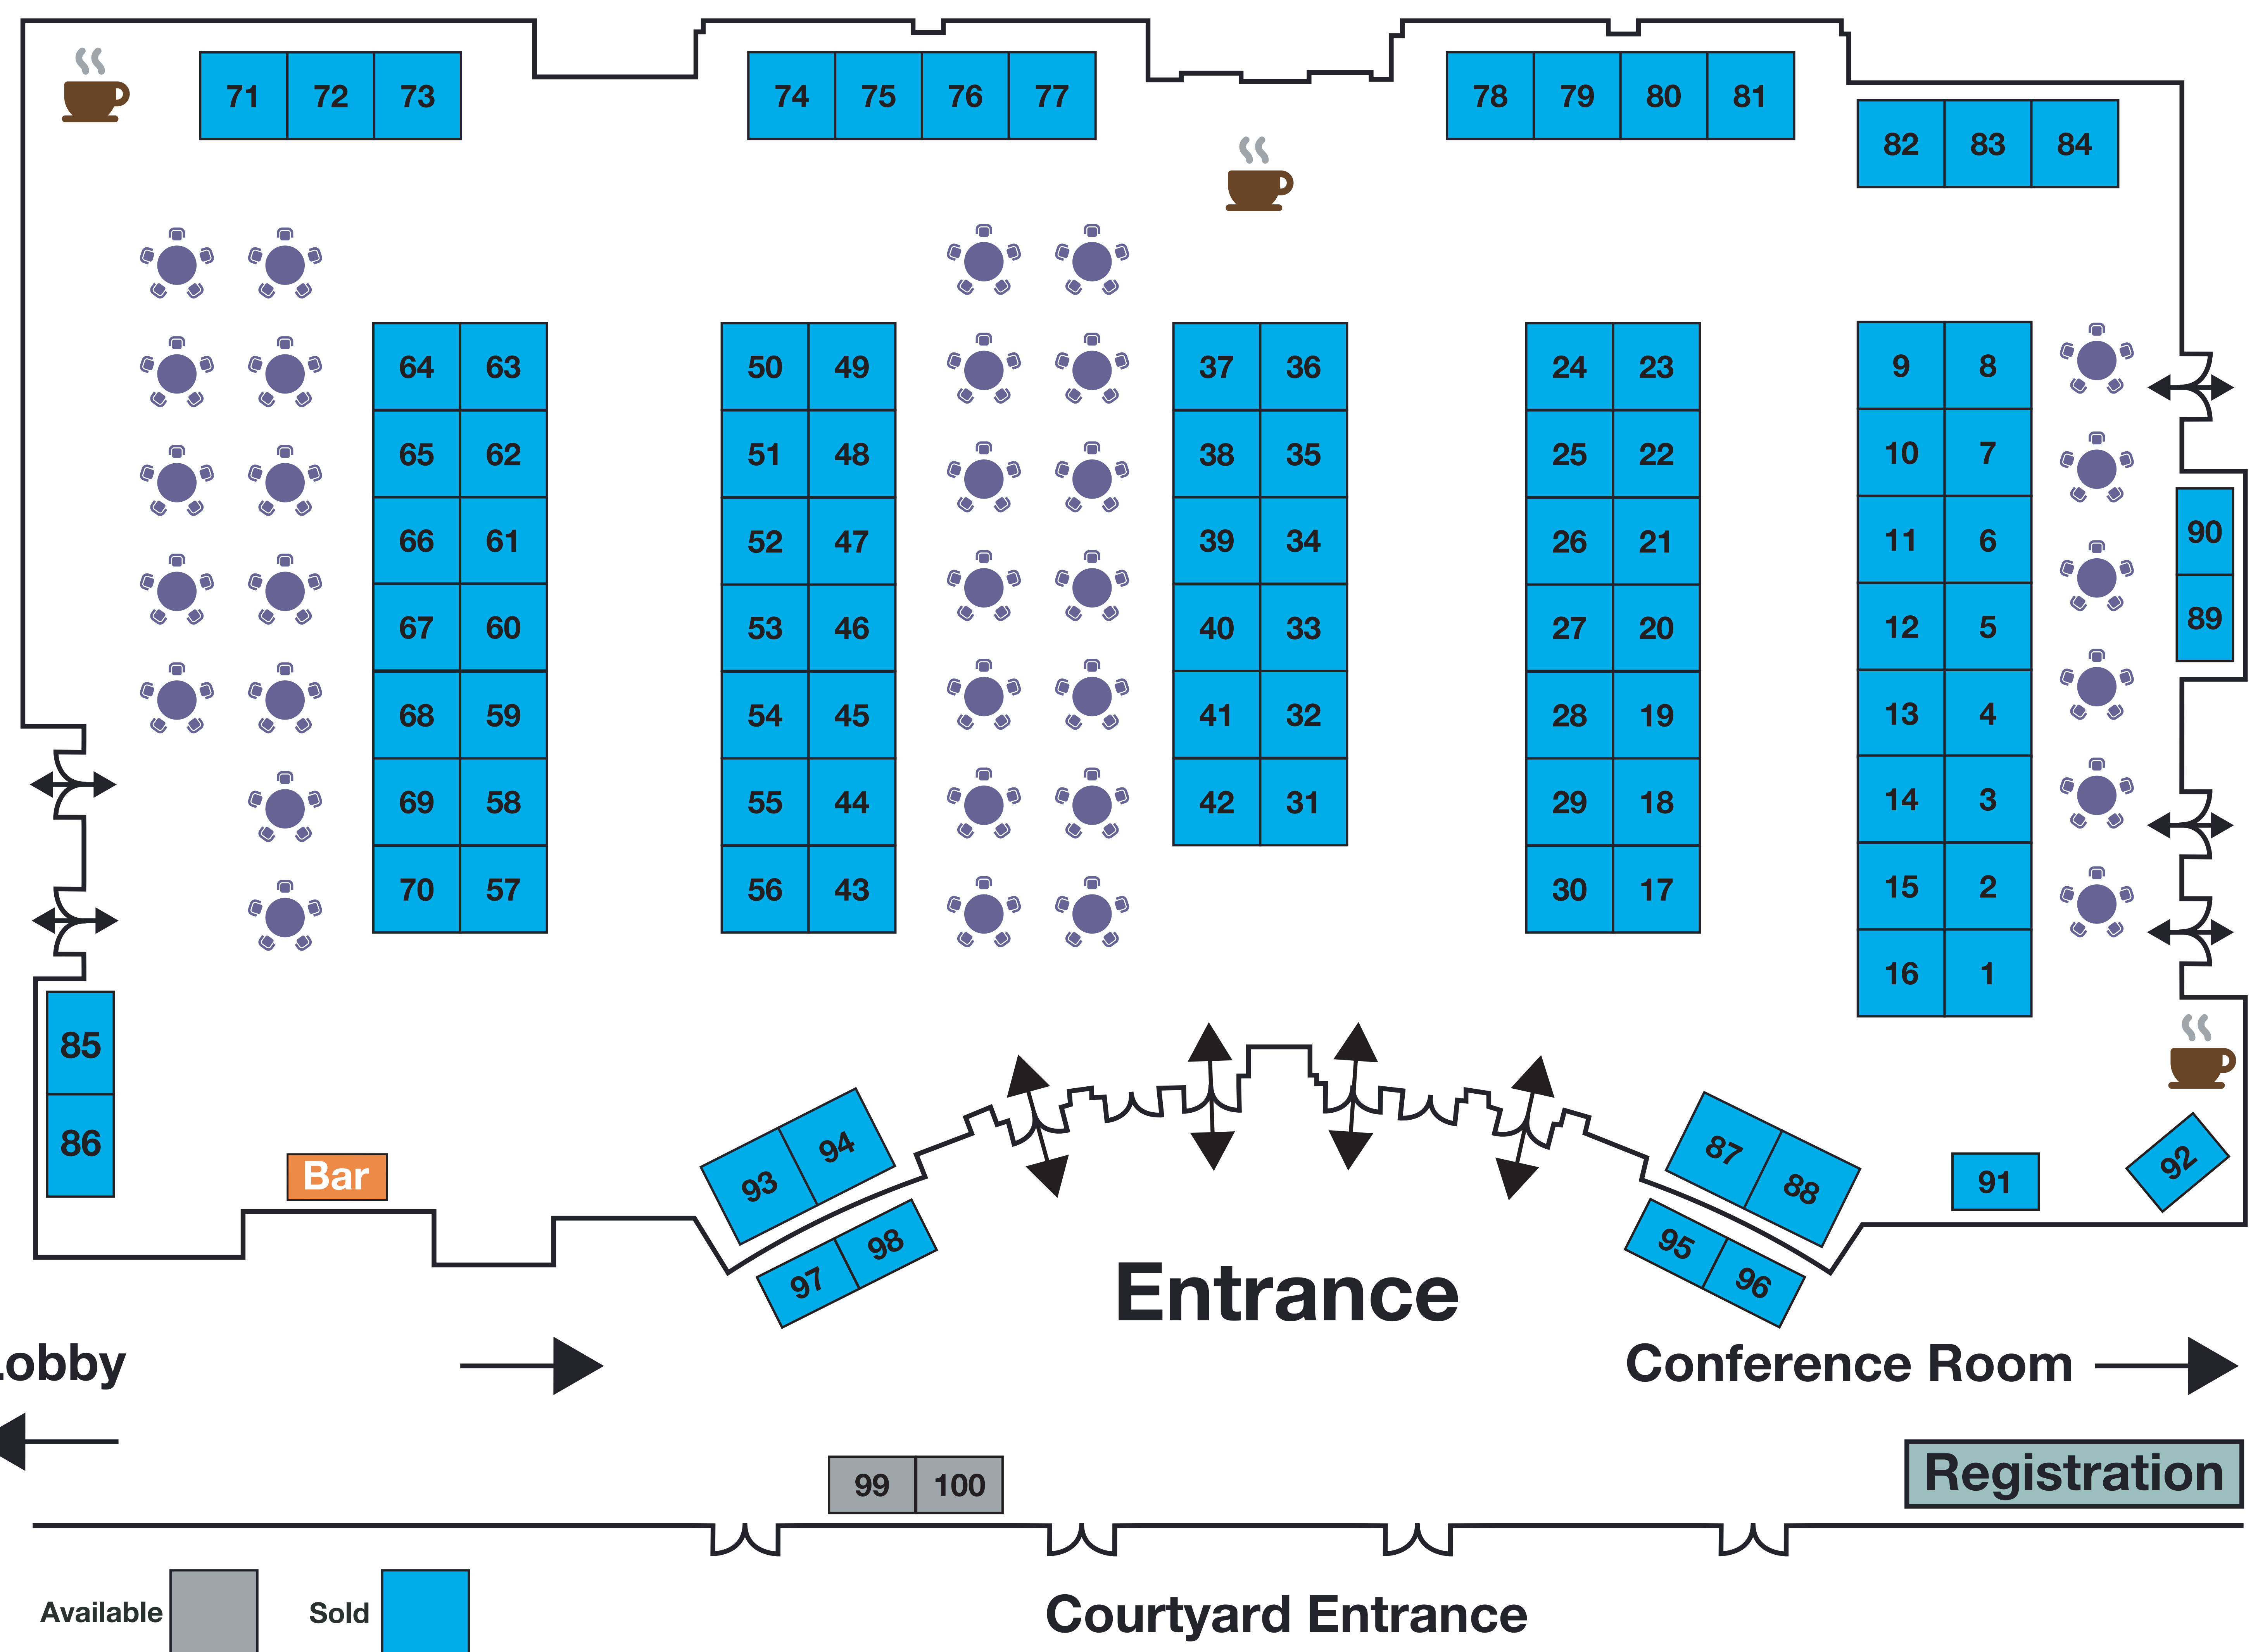 71 72 73 74 75 76 77 78 79 80 81
82 83 84
64 63 50 49 37 36 24 23 9 8
65 62 51 48 38 35 25 22 10 7
66 61 52 47 39 34 26 21 11 6 90
67 60 53 46 40 33 27 20 12 5 89
68 59 54 45 41 32 28 19 13 4
69 58 55 44 42 31 29 18 14 3
70 57 56 43 30 17 15 2
16 1
85
86
Bar
93 94 87 88 91 92
97 98 95 96
Entrance
obby
Conference Room
99 100
Registration
Available Sold
Courtyard Entrance